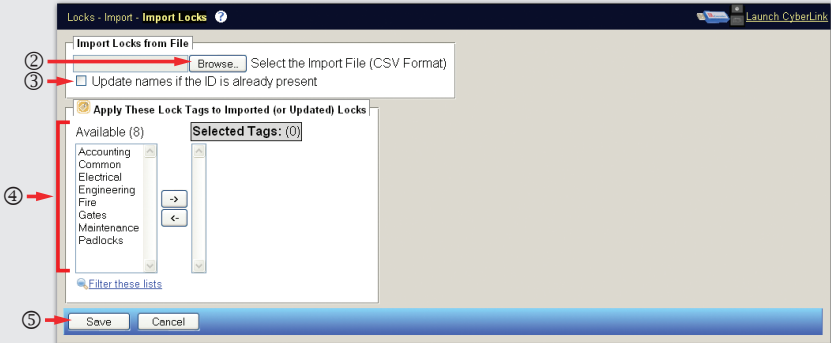 Locks - Import - Import Locks ?
Launch CyberLink
Import Locks from File
② Browse.. Select the Import File (CSV Format)
③ Update names if the ID is already present
Apply These Lock Tags to Imported (or Updated) Locks
Available (8) Selected Tags: (0)
④
Accounting
Common
Electrical
Engineering
Fire
Gates
Maintenance
Padlocks
->
<-
Filter these lists
⑤ Save Cancel